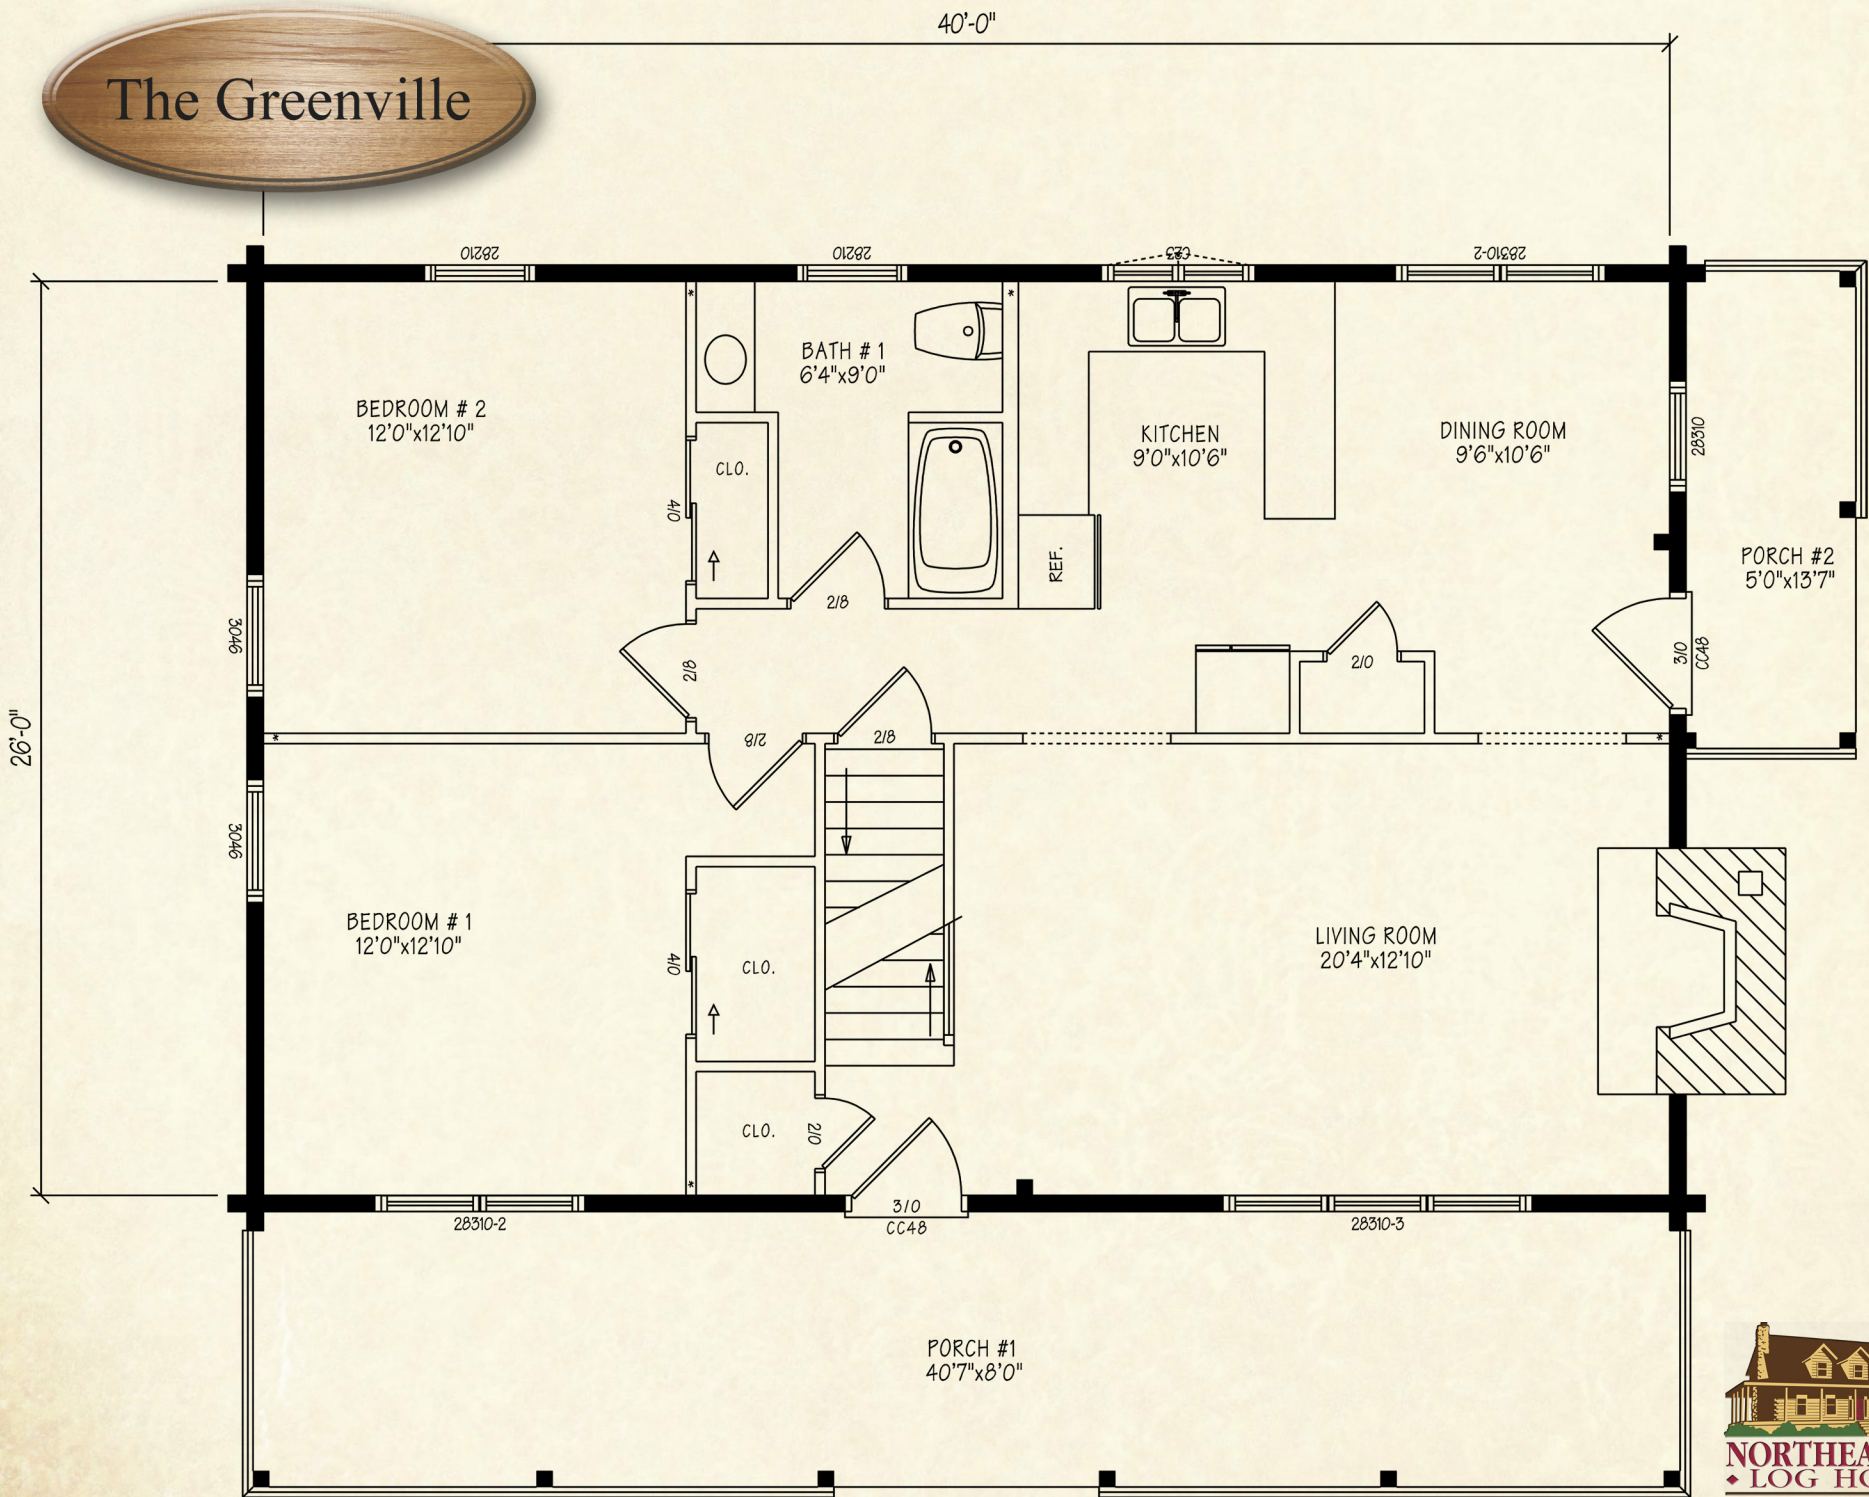 40'-0"
The Greenville
28210
28210
C23
28310-2
BATH # 1
6'4"x9'0"
BEDROOM # 2
12'0"x12'10"
KITCHEN
9'0"x10'6"
DINING ROOM
9'6"x10'6"
28310
CLO.
4/0
REF.
PORCH #2
5'0"x13'7"
2/8
3046
2/8
2/0
3/0
CC48
26'-0"
2/8
2/8
3046
BEDROOM # 1
12'0"x12'10"
LIVING ROOM
20'4"x12'10"
4/0
CLO.
CLO.
2/0
3/0
CC48
28310-2
28310-3
PORCH #1
40'7"x8'0"
NORTHEA
LOG HO